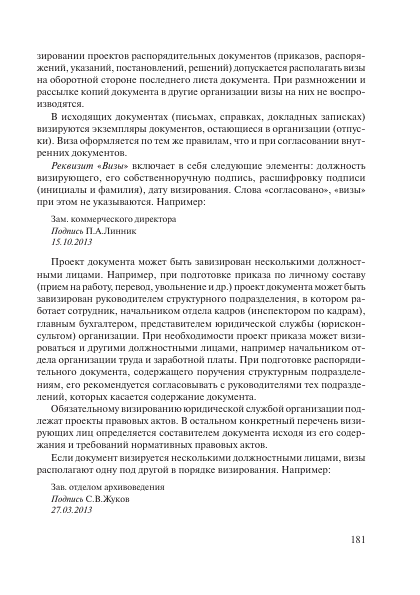 зировании проектов распорядительных документов (приказов, распоря-
жений, указаний, постановлений, решений) допускается располагать визы
на оборотной стороне последнего листа документа. При размножении и
рассылке копий документа в другие организации визы на них не воспро-
изводятся.
В исходящих документах (письмах, справках, докладных записках)
визируются экземпляры документов, остающиеся в организации (отпус-
ки). Виза оформляется по тем же правилам, что и при согласовании внут-
ренних документов.
Реквизит «Визы» включает в себя следующие элементы: должность
визирующего, его собственноручную подпись, расшифровку подписи
(инициалы и фамилия), дату визирования. Слова «согласовано», «визы»
при этом не указываются. Например:
Зам. коммерческого директора
Подпись П.А.Линник
15.10.2013
Проект документа может быть завизирован несколькими должност-
ными лицами. Например, при подготовке приказа по личному составу
(прием на работу, перевод, увольнение и др.) проект документа может быть
завизирован руководителем структурного подразделения, в котором ра-
ботает сотрудник, начальником отдела кадров (инспектором по кадрам),
главным бухгалтером, представителем юридической службы (юрискон-
сультом) организации. При необходимости проект приказа может визи-
роваться и другими должностными лицами, например начальником от-
дела организации труда и заработной платы. При подготовке распоряди-
тельного документа, содержащего поручения структурным подразделе-
ниям, его рекомендуется согласовывать с руководителями тех подразде-
лений, которых касается содержание документа.
Обязательному визированию юридической службой организации под-
лежат проекты правовых актов. В остальном конкретный перечень визи-
рующих лиц определяется составителем документа исходя из его содер-
жания и требований нормативных правовых актов.
Если документ визируется несколькими должностными лицами, визы
располагают одну под другой в порядке визирования. Например:
Зав. отделом архивоведения
Подпись С.В.Жуков
27.03.2013
181